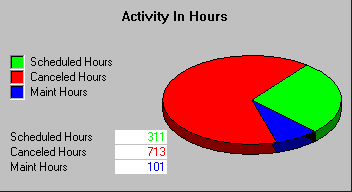 Activity In Hours
Scheduled Hours
Canceled Hours
Maint Hours
Scheduled Hours 311
Canceled Hours 713
Maint Hours 101